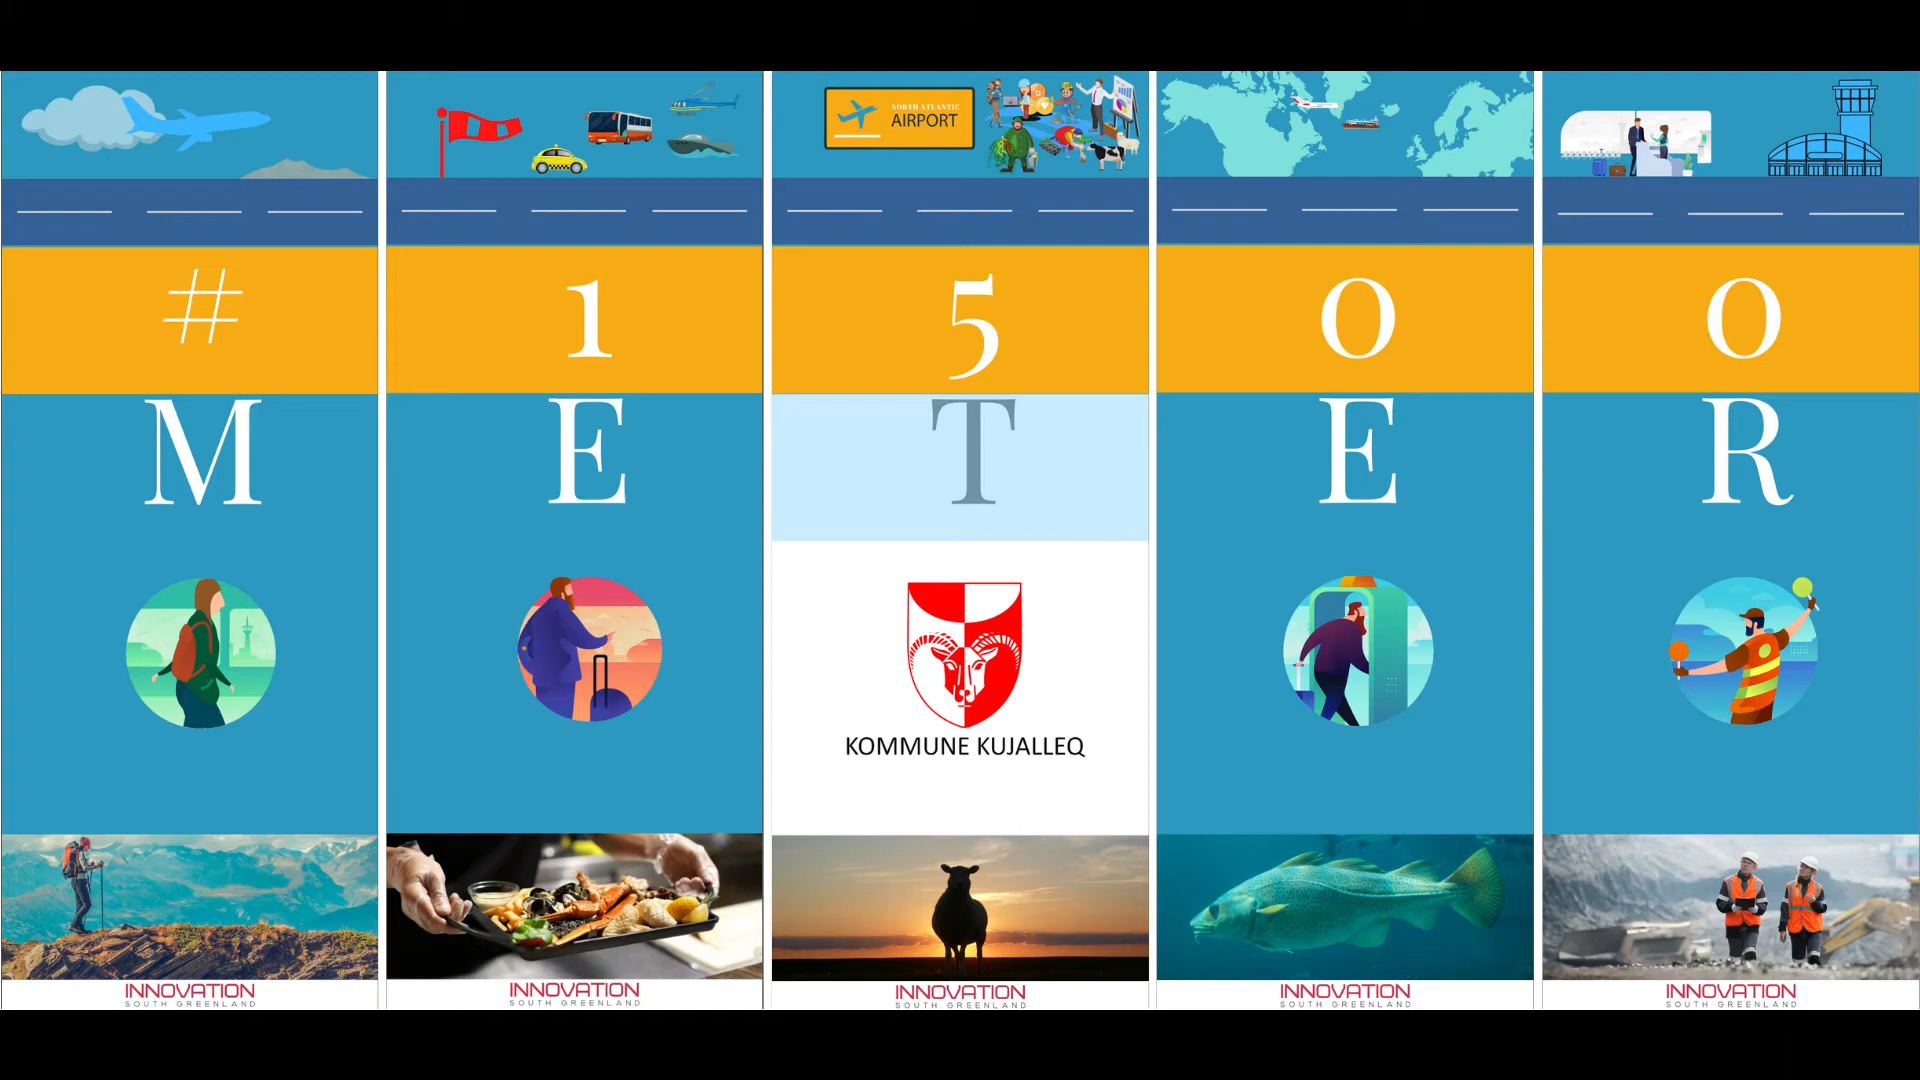 NORTH ATLANTIC
AIRPORT
# 1 5 0 0
M E T E R
KOMMUNE KUJALLEQ
INNOVATION
SOUTH GREENLAND
INNOVATION
SOUTH GREENLAND
INNOVATION
SOUTH GREENLAND
INNOVATION
SOUTH GREENLAND
INNOVATION
SOUTH GREENLAND